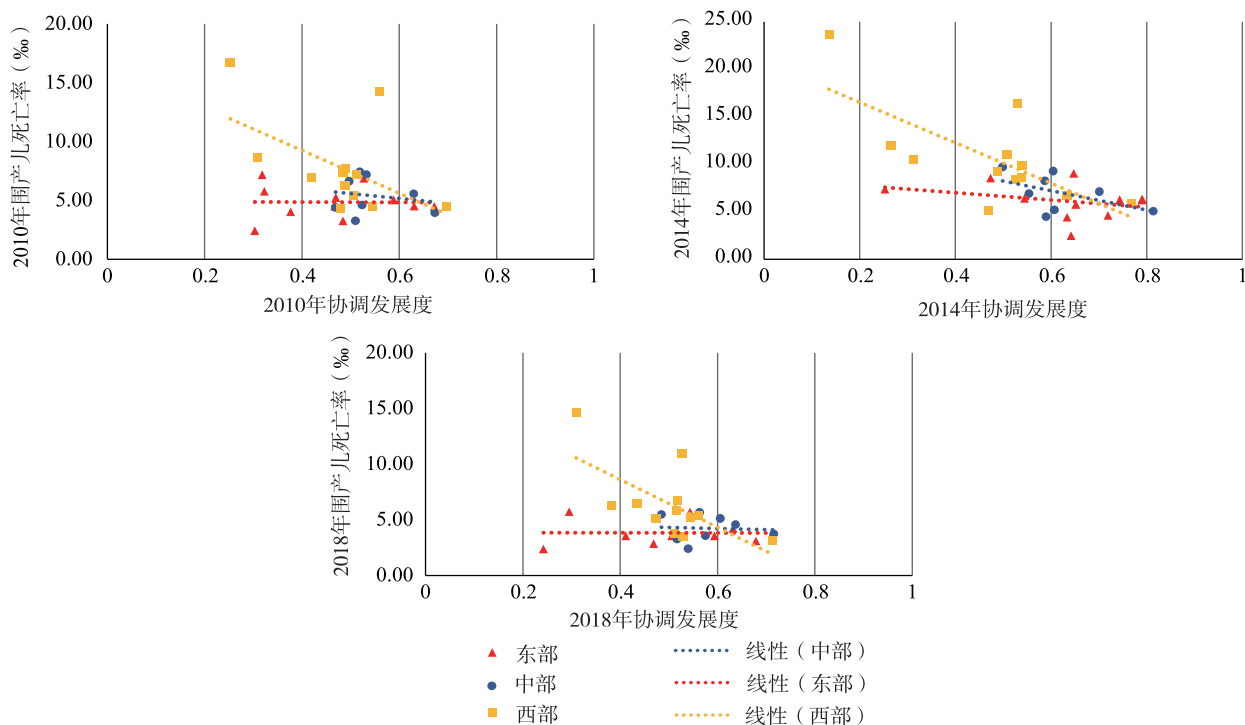 20.00
15.00
10.00
5.00
0.00
2010年围产儿死亡率（‰）
0
0.2
0.4
0.6
0.8
1
2010年协调发展度
25.00
20.00
15.00
10.00
5.00
0.00
2014年围产儿死亡率（‰）
0
0.2
0.4
0.6
0.8
1
2014年协调发展度
20.00
15.00
10.00
5.00
0.00
2018年围产儿死亡率（‰）
0
0.2
0.4
0.6
0.8
1
2018年协调发展度
东部
中部
西部
线性（中部）
线性（东部）
线性（西部）